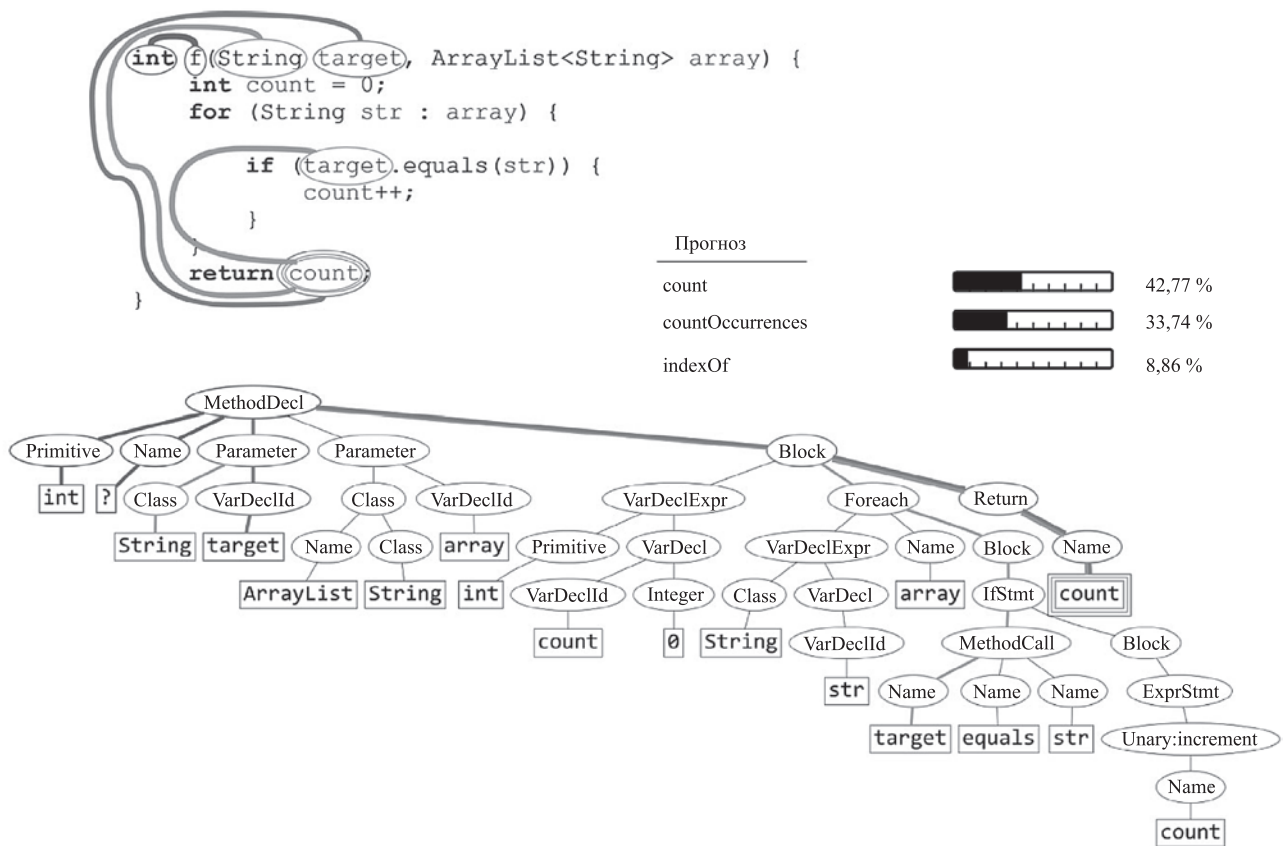 int f(String target, ArrayList<String> array) {
int count = 0;
for (String str : array) {
if (target.equals(str)) {
count++;
}
}
return count;
}
Прогноз
count 42,77 %
countOccurrences 33,74 %
indexOf 8,86 %
MethodDecl
Primitive Name Parameter Parameter Block
int ? Class VarDeclId Class VarDeclId VarDeclExpr Foreach Return
String target Name Class array Primitive VarDecl VarDeclExpr Name Block Name
ArrayList String int VarDeclId Integer Class VarDecl array IfStmt count
count 0 String VarDeclId MethodCall Block
str Name Name Name ExprStmt
target equals str Unary:increment
Name
count